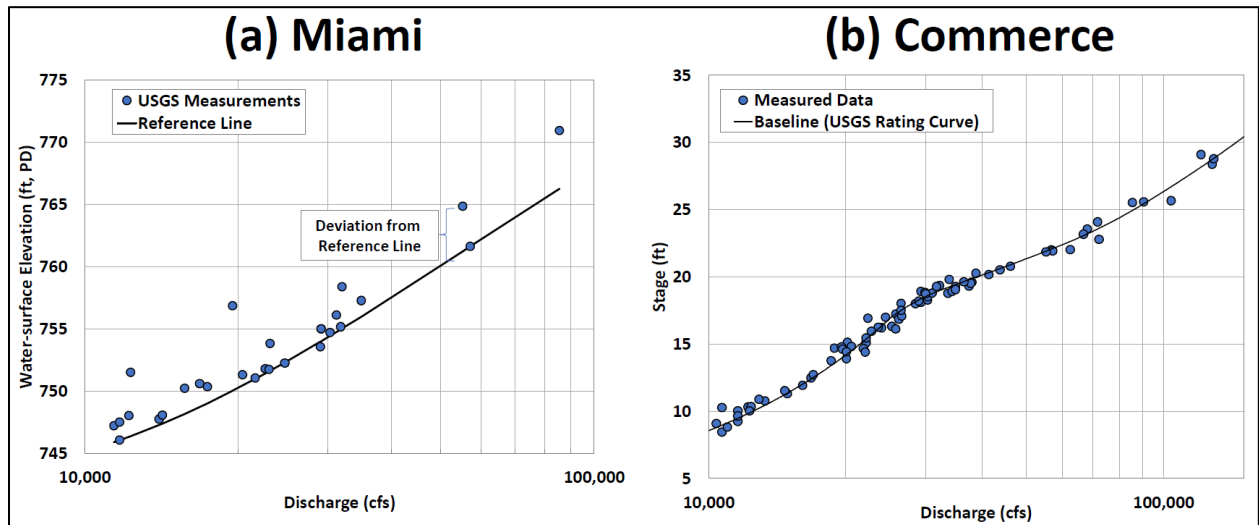 (a) Miami
775
770
765
760
755
750
745
Water-surface Elevation (ft, PD)
USGS Measurements
Reference Line
Deviation from
Reference Line
10,000
100,000
Discharge (cfs)
(b) Commerce
35
30
25
20
15
10
5
Stage (ft)
Measured Data
Baseline (USGS Rating Curve)
10,000
100,000
Discharge (cfs)